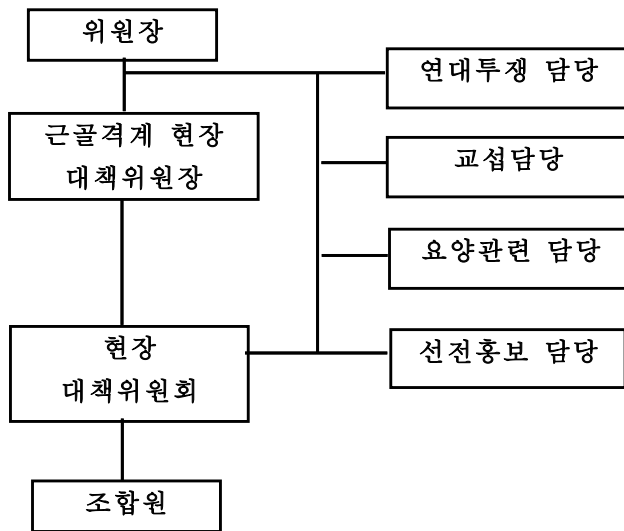 위원장
연대투쟁 담당
근골격계 현장
대책위원장
교섭담당
요양관련 담당
현장
대책위원회
선전홍보 담당
조합원